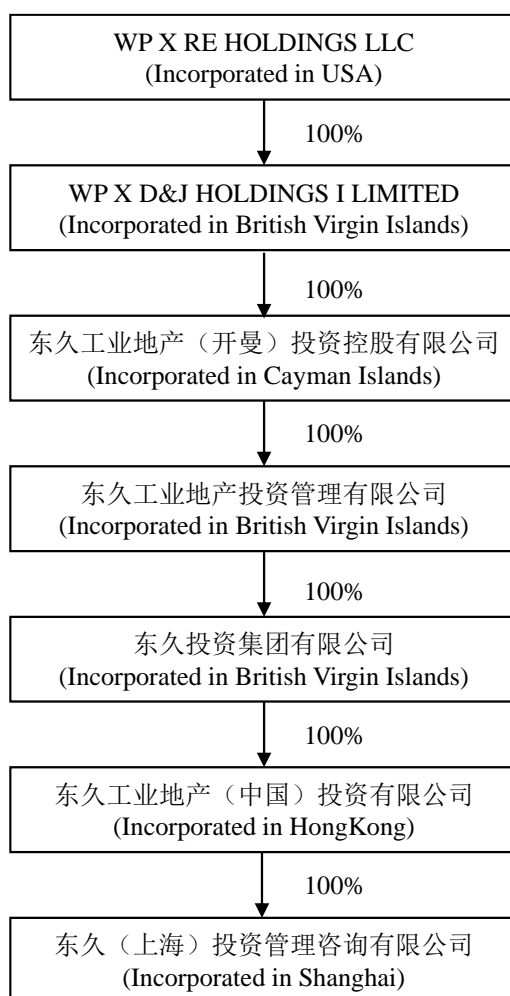 WP X RE HOLDINGS LLC
(Incorporated in USA)
100%
WP X D&J HOLDINGS I LIMITED
(Incorporated in British Virgin Islands)
100%
东久工业地产（开曼）投资控股有限公司
(Incorporated in Cayman Islands)
100%
东久工业地产投资管理有限公司
(Incorporated in British Virgin Islands)
100%
东久投资集团有限公司
(Incorporated in British Virgin Islands)
100%
东久工业地产（中国）投资有限公司
(Incorporated in HongKong)
100%
东久（上海）投资管理咨询有限公司
(Incorporated in Shanghai)